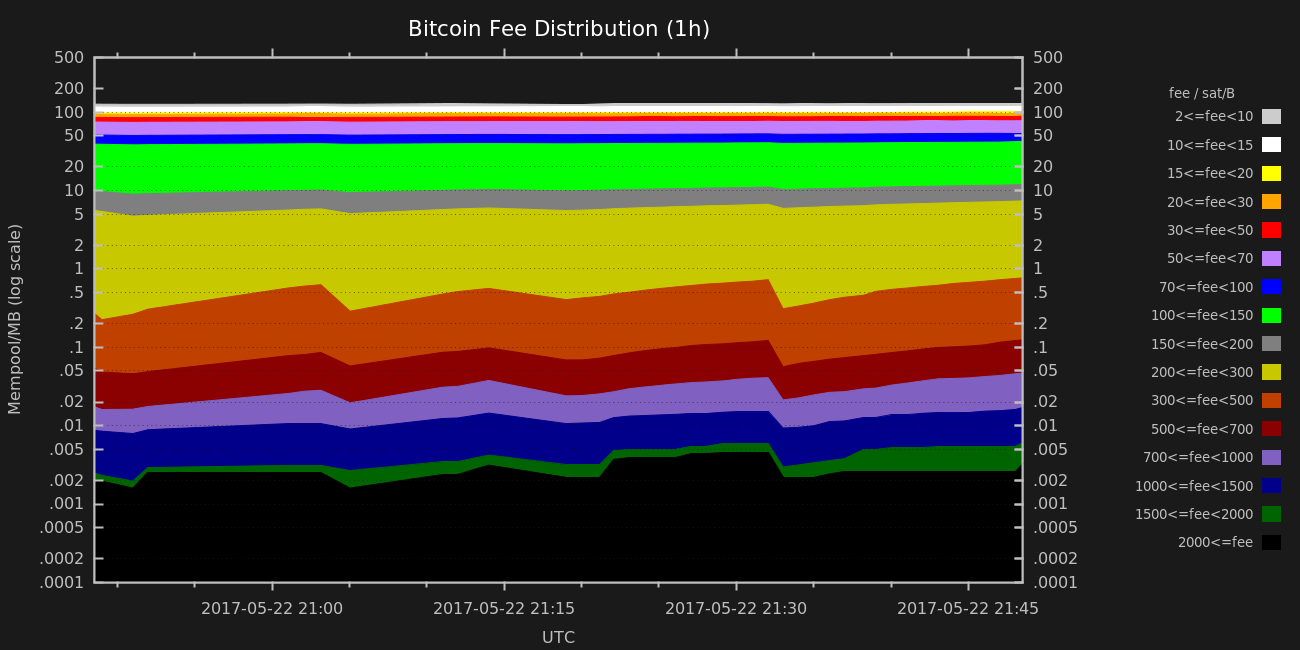 Bitcoin Fee Distribution (1h)
Mempool/MB (log scale)
500
200
100
50
20
10
5
2
1
.5
.2
.1
.05
.02
.01
.005
.002
.001
.0005
.0002
.0001
500
200
100
50
20
10
5
2
1
.5
.2
.1
.05
.02
.01
.005
.002
.001
.0005
.0002
.0001
2017-05-22 21:00
2017-05-22 21:15
2017-05-22 21:30
2017-05-22 21:45
UTC
fee / sat/B
2<=fee<10
10<=fee<15
15<=fee<20
20<=fee<30
30<=fee<50
50<=fee<70
70<=fee<100
100<=fee<150
150<=fee<200
200<=fee<300
300<=fee<500
500<=fee<700
700<=fee<1000
1000<=fee<1500
1500<=fee<2000
2000<=fee